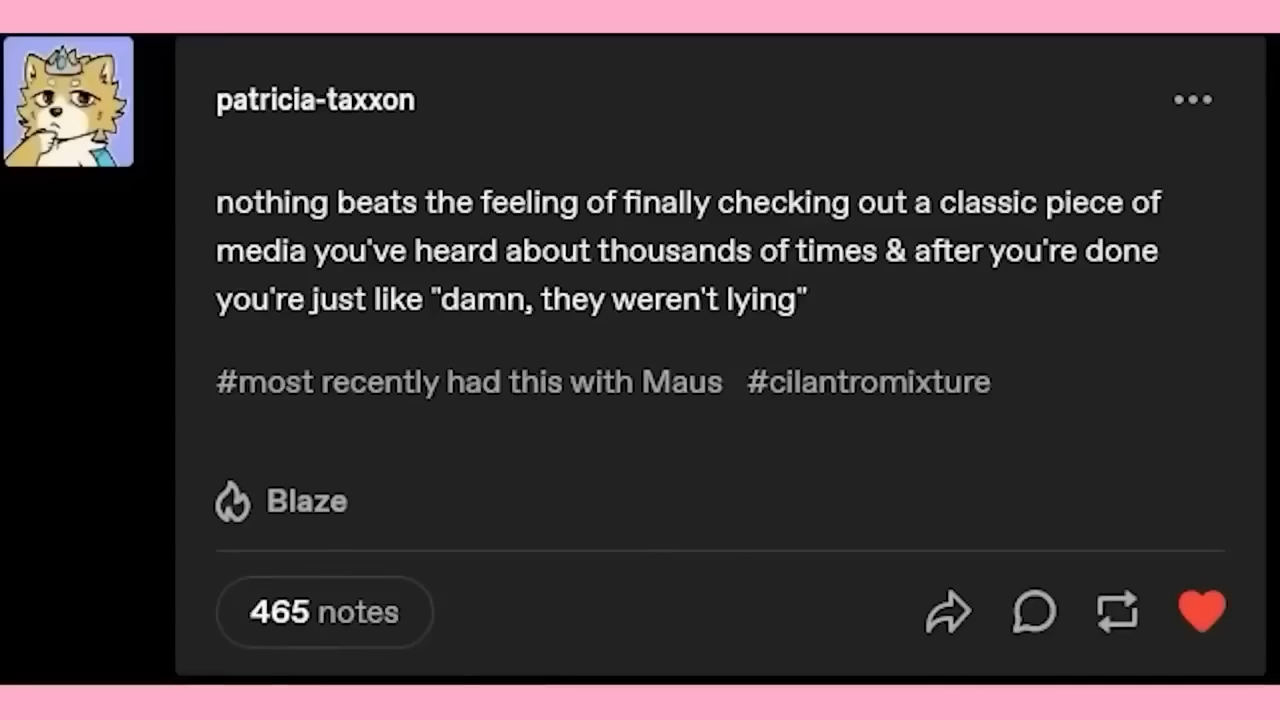 patricia-taxxon
nothing beats the feeling of finally checking out a classic piece of
media you've heard about thousands of times & after you're done
you're just like "damn, they weren't lying"
#most recently had this with Maus #cilantromixture
Blaze
465 notes